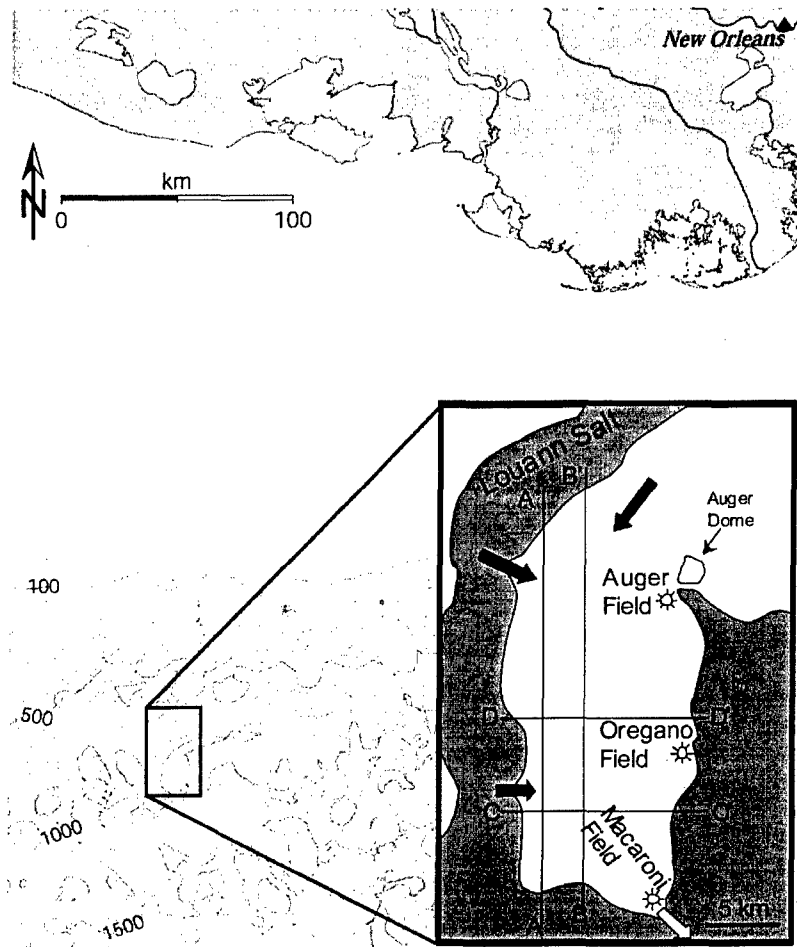 New Orleans
km
N
0
100
Louann Salt
A
B
Auger
Dome
Auger
Field
100
500
D
D'
Oregano
Field
C
Macaroni
Field
1000
5 km
1500